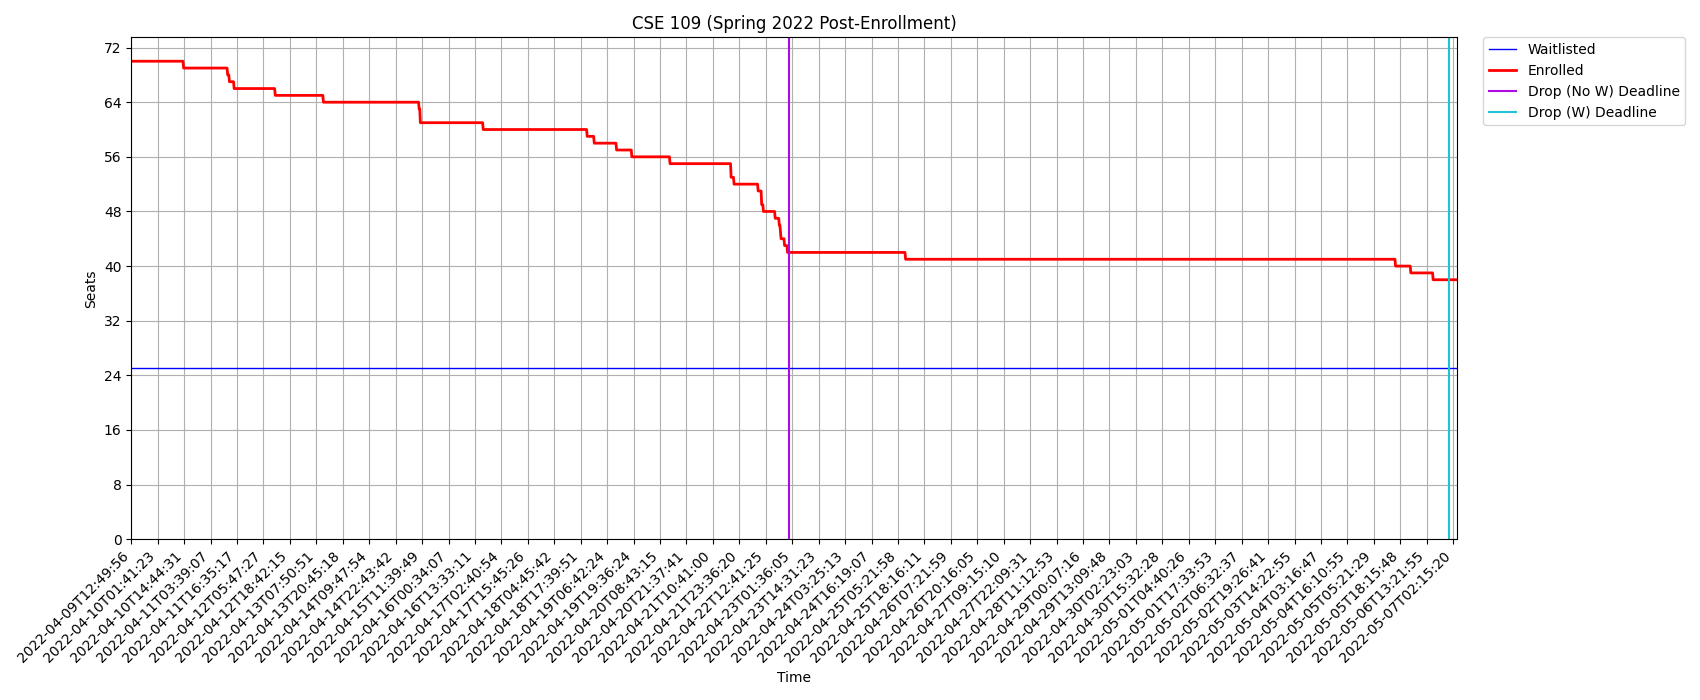 CSE 109 (Spring 2022 Post-Enrollment)
Waitlisted
Enrolled
Drop (No W) Deadline
Drop (W) Deadline
72
64
56
48
40
32
24
16
8
0
Seats
2022-04-09T12:49:56
2022-04-10T01:41:23
2022-04-10T14:44:31
2022-04-11T03:39:07
2022-04-11T16:35:17
2022-04-12T05:47:27
2022-04-12T18:42:15
2022-04-13T07:50:51
2022-04-13T20:45:18
2022-04-14T09:47:54
2022-04-14T22:43:42
2022-04-15T11:39:49
2022-04-16T00:34:07
2022-04-16T13:33:11
2022-04-17T02:40:54
2022-04-17T15:45:26
2022-04-18T04:45:42
2022-04-18T17:39:51
2022-04-19T06:42:24
2022-04-19T19:36:24
2022-04-20T08:43:15
2022-04-20T21:37:41
2022-04-21T10:41:00
2022-04-21T23:36:20
2022-04-22T12:41:25
2022-04-23T01:36:05
2022-04-23T14:31:23
2022-04-24T03:25:13
2022-04-24T16:19:07
2022-04-25T05:21:58
2022-04-25T18:16:11
2022-04-26T07:21:59
2022-04-26T20:16:05
2022-04-27T09:15:10
2022-04-27T22:09:31
2022-04-28T11:12:53
2022-04-29T00:07:16
2022-04-29T13:09:48
2022-04-30T02:23:03
2022-04-30T15:32:28
2022-05-01T04:40:26
2022-05-01T17:33:53
2022-05-02T06:32:37
2022-05-02T19:26:41
2022-05-03T14:22:55
2022-05-04T03:16:47
2022-05-04T16:10:55
2022-05-05T05:21:29
2022-05-05T18:15:48
2022-05-06T13:21:55
2022-05-07T02:15:20
Time